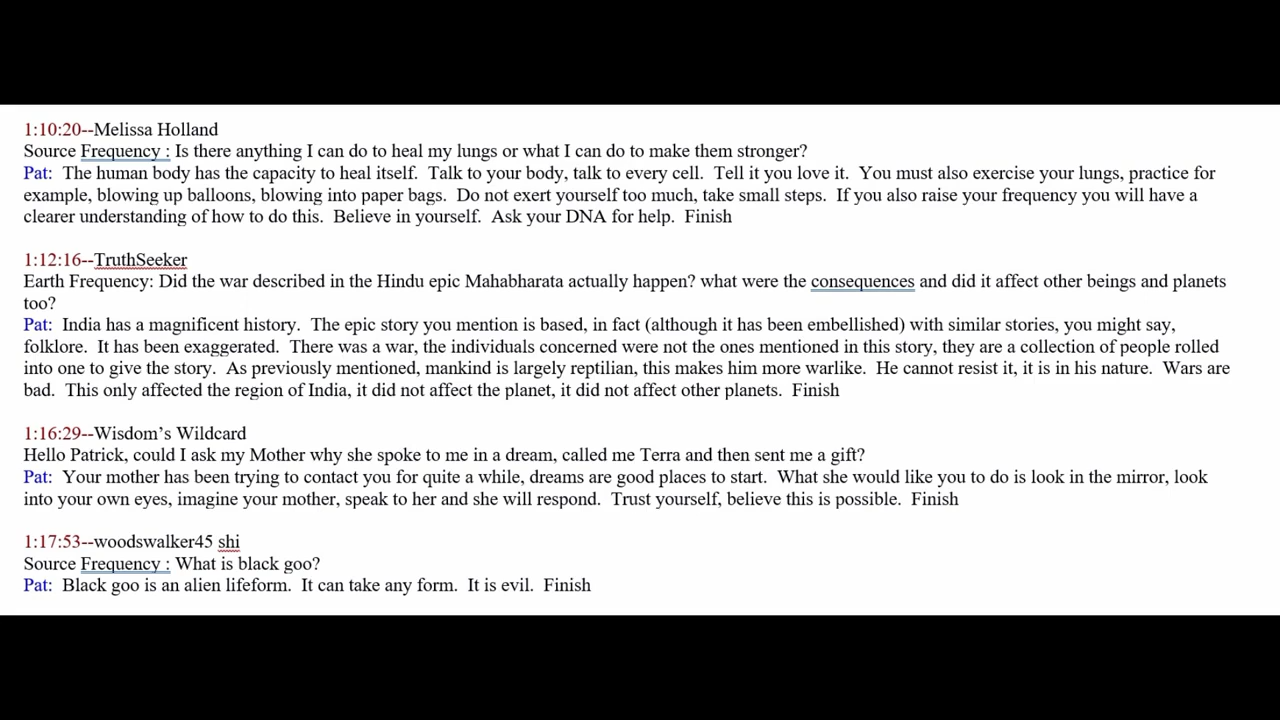 1:10:20--Melissa Holland
Source Frequency : Is there anything I can do to heal my lungs or what I can do to make them stronger?
Pat:  The human body has the capacity to heal itself.  Talk to your body, talk to every cell.  Tell it you love it.  You must also exercise your lungs, practice for
example, blowing up balloons, blowing into paper bags.  Do not exert yourself too much, take small steps.  If you also raise your frequency you will have a
clearer understanding of how to do this.  Believe in yourself.  Ask your DNA for help.  Finish
1:12:16--TruthSeeker
Earth Frequency: Did the war described in the Hindu epic Mahabharata actually happen? what were the consequences and did it affect other beings and planets
too?
Pat:  India has a magnificent history.  The epic story you mention is based, in fact (although it has been embellished) with similar stories, you might say,
folklore.  It has been exaggerated.  There was a war, the individuals concerned were not the ones mentioned in this story, they are a collection of people rolled
into one to give the story.  As previously mentioned, mankind is largely reptilian, this makes him more warlike.  He cannot resist it, it is in his nature.  Wars are
bad.  This only affected the region of India, it did not affect the planet, it did not affect other planets.  Finish
1:16:29--Wisdom’s Wildcard
Hello Patrick, could I ask my Mother why she spoke to me in a dream, called me Terra and then sent me a gift?
Pat:  Your mother has been trying to contact you for quite a while, dreams are good places to start.  What she would like you to do is look in the mirror, look
into your own eyes, imagine your mother, speak to her and she will respond.  Trust yourself, believe this is possible.  Finish
1:17:53--woodswalker45 shi
Source Frequency : What is black goo?
Pat:  Black goo is an alien lifeform.  It can take any form.  It is evil.  Finish